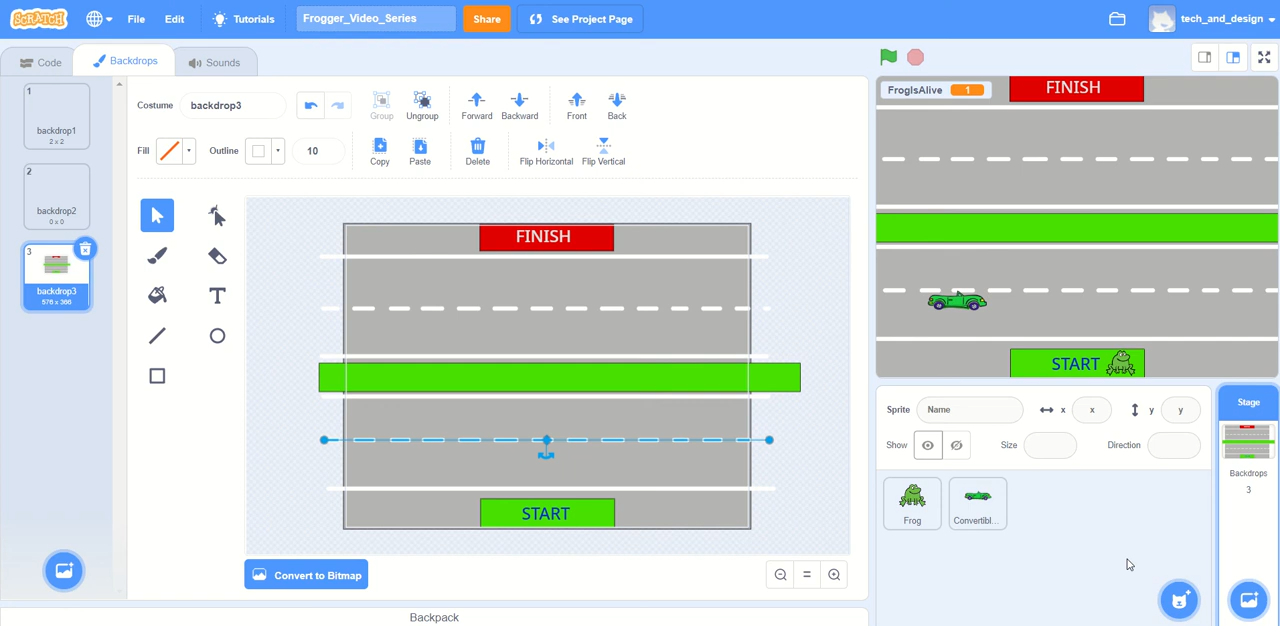 SCRATCH File Edit Tutorials Frogger_Video_Series Share See Project Page tech_and_design
Code Backdrops Sounds
1
backdrop1
2 x 2
2
backdrop2
0 x 0
3
backdrop3
576 x 366
Costume backdrop3 Group Ungroup Forward Backward Front Back
Fill Outline 10 Copy Paste Delete Flip Horizontal Flip Vertical
FINISH
START
Convert to Bitmap
Backpack
FrogIsAlive 1
FINISH
START
Sprite Name x x y y
Show Size Direction
Frog
Convertibl...
Stage
Backdrops
3